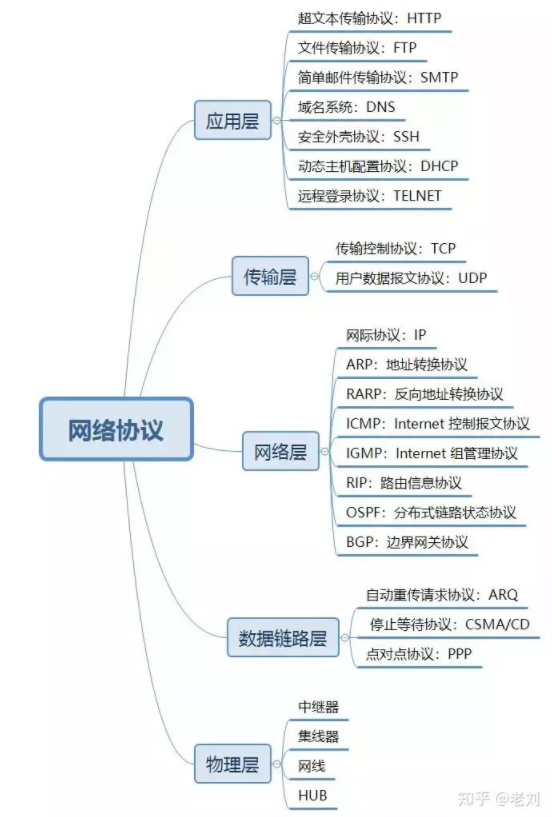 网络协议
应用层
超文本传输协议：HTTP
文件传输协议：FTP
简单邮件传输协议：SMTP
域名系统：DNS
安全外壳协议：SSH
动态主机配置协议：DHCP
远程登录协议：TELNET
传输层
传输控制协议：TCP
用户数据报文协议：UDP
网络层
网际协议：IP
ARP：地址转换协议
RARP：反向地址转换协议
ICMP：Internet 控制报文协议
IGMP：Internet 组管理协议
RIP：路由信息协议
OSPF：分布式链路状态协议
BGP：边界网关协议
数据链路层
自动重传请求协议：ARQ
停止等待协议：CSMA/CD
点对点协议：PPP
物理层
中继器
集线器
网线
HUB
知乎 @老刘